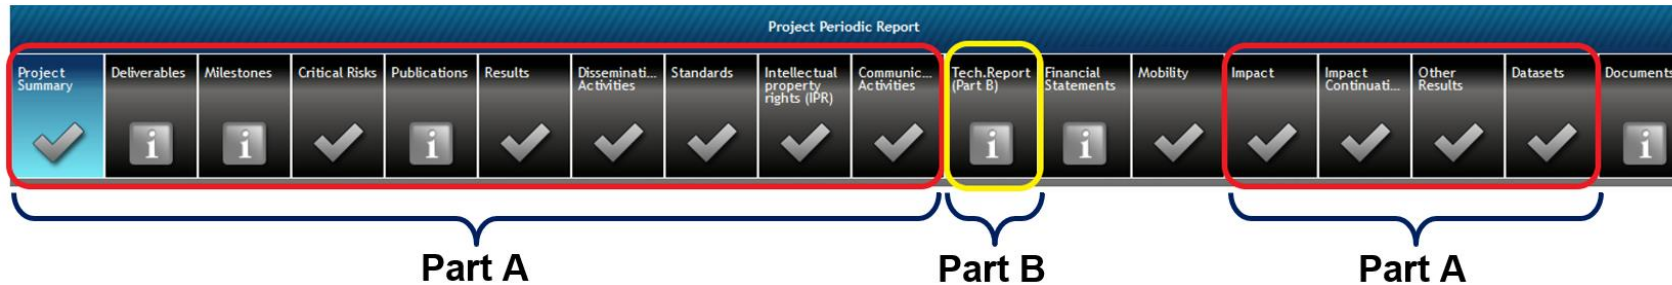 Project Periodic Report
Project
Summary
Deliverables
Milestones
Critical Risks
Publications
Results
Disseminati...
Activities
Standards
Intellectual
property
rights (IPR)
Communic...
Activities
Tech.Report
(Part B)
Financial
Statements
Mobility
Impact
Impact
Continuati...
Other
Results
Datasets
Documents
Part A
Part B
Part A